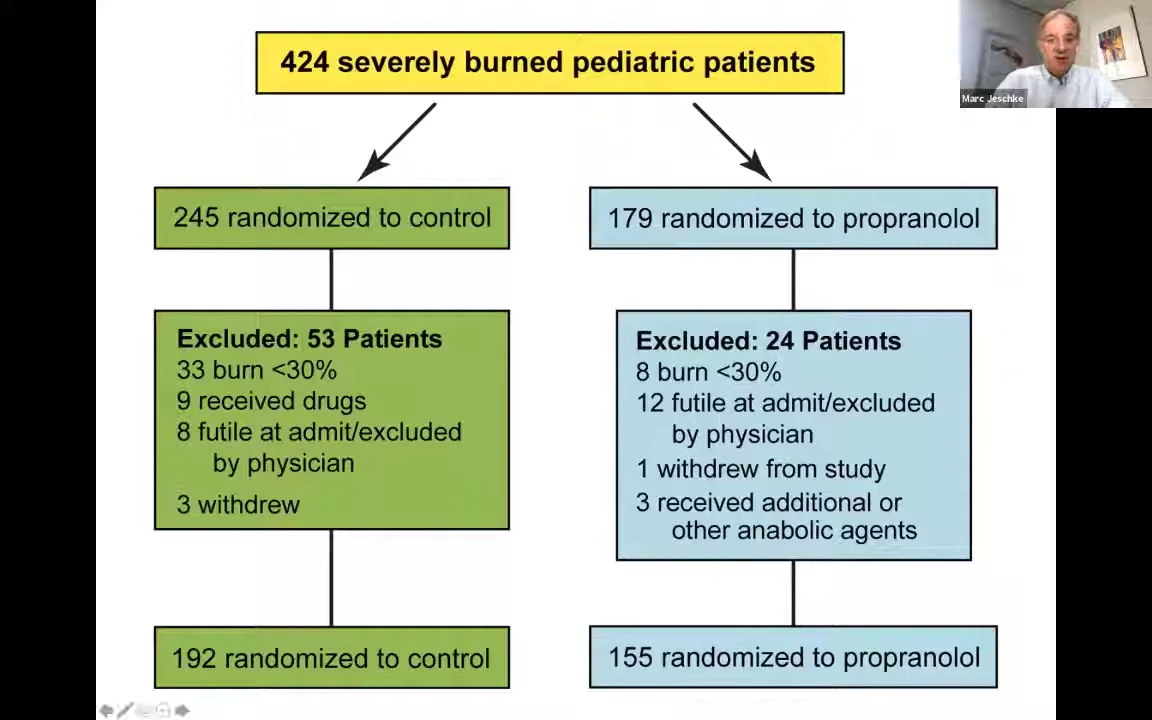 424 severely burned pediatric patients
Marc Jeschke
245 randomized to control
179 randomized to propranolol
Excluded: 53 Patients
33 burn <30%
9 received drugs
8 futile at admit/excluded
by physician
3 withdrew
Excluded: 24 Patients
8 burn <30%
12 futile at admit/excluded
by physician
1 withdrew from study
3 received additional or
other anabolic agents
192 randomized to control
155 randomized to propranolol